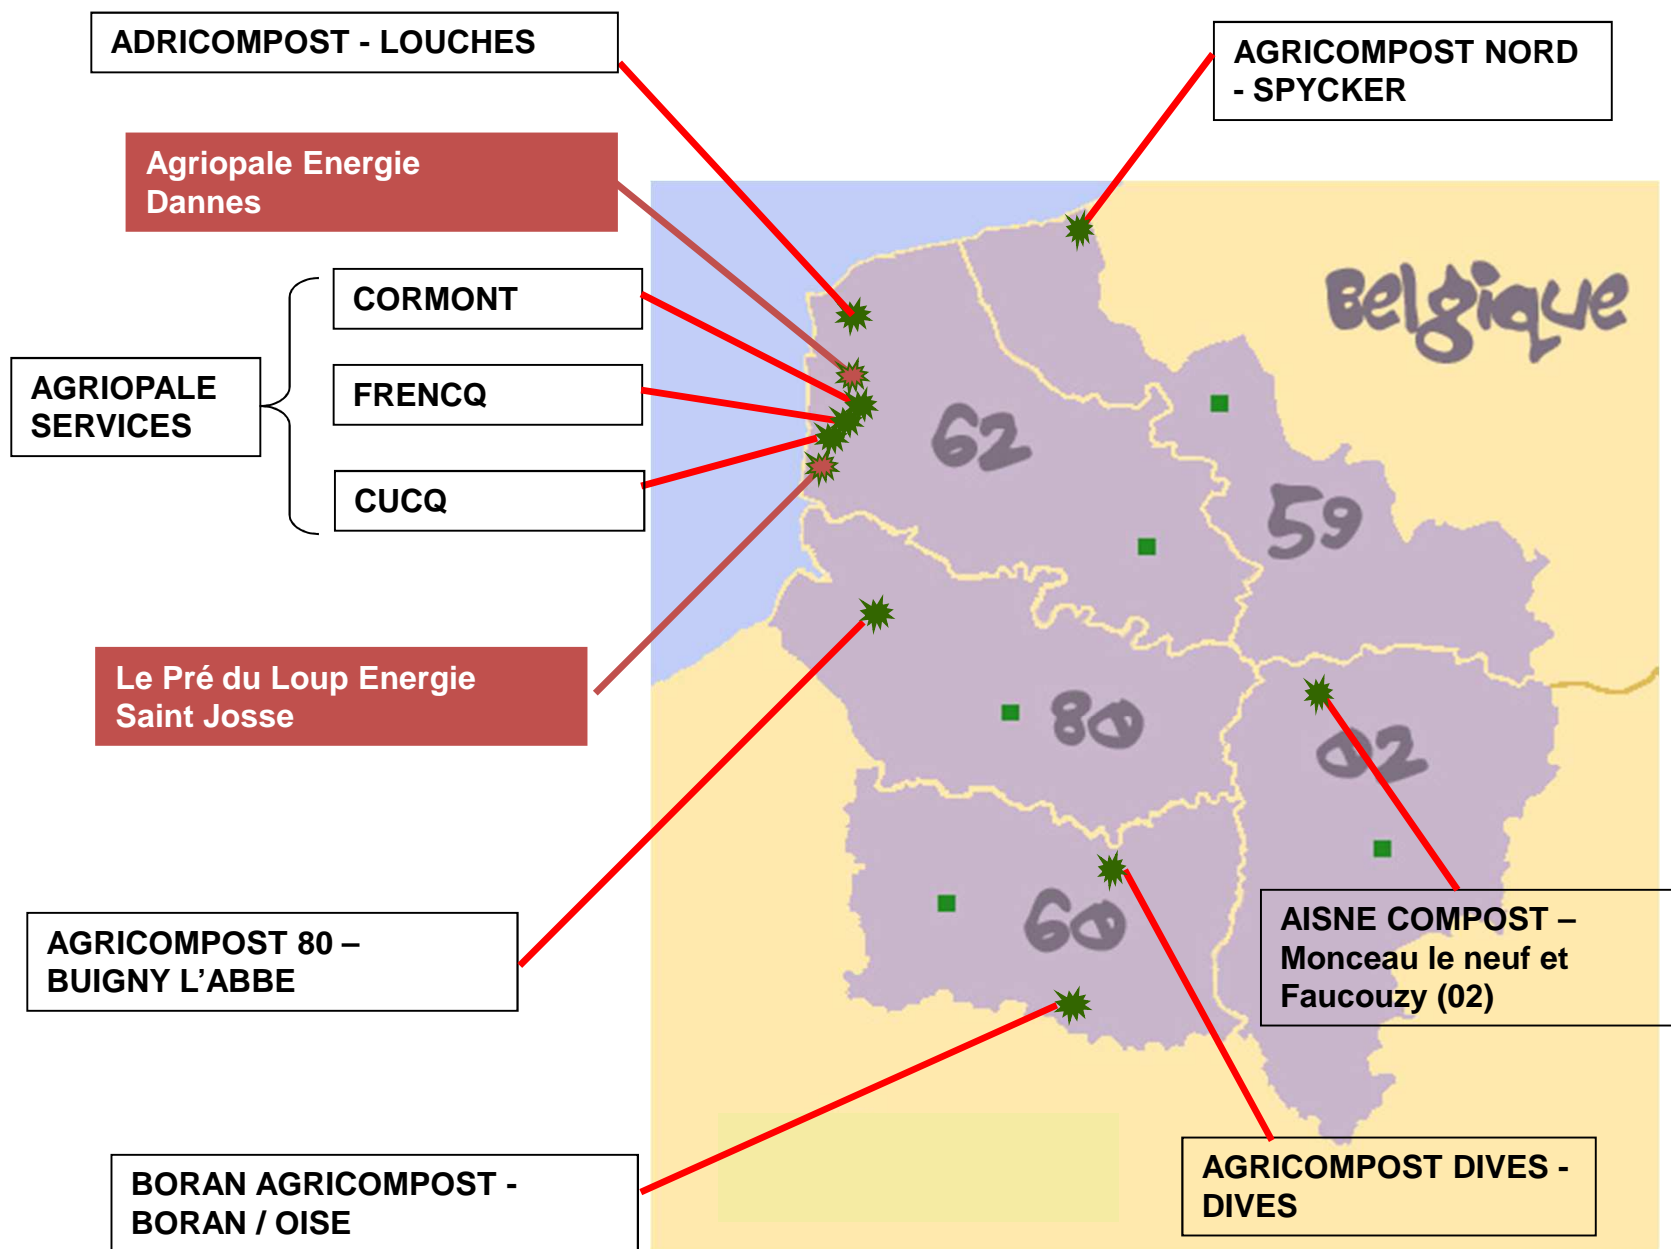 ADRICOMPOST - LOUCHES
AGRICOMPOST NORD
- SPYCKER
Agriopale Energie
Dannes
Belgique
CORMONT
AGRIOPALE
SERVICES
FRENCQ
CUCQ
62
59
Le Pré du Loup Energie
Saint Josse
80
02
60
AGRICOMPOST 80 –
BUIGNY L'ABBE
AISNE COMPOST –
Monceau le neuf et
Faucouzy (02)
BORAN AGRICOMPOST -
BORAN / OISE
AGRICOMPOST DIVES -
DIVES